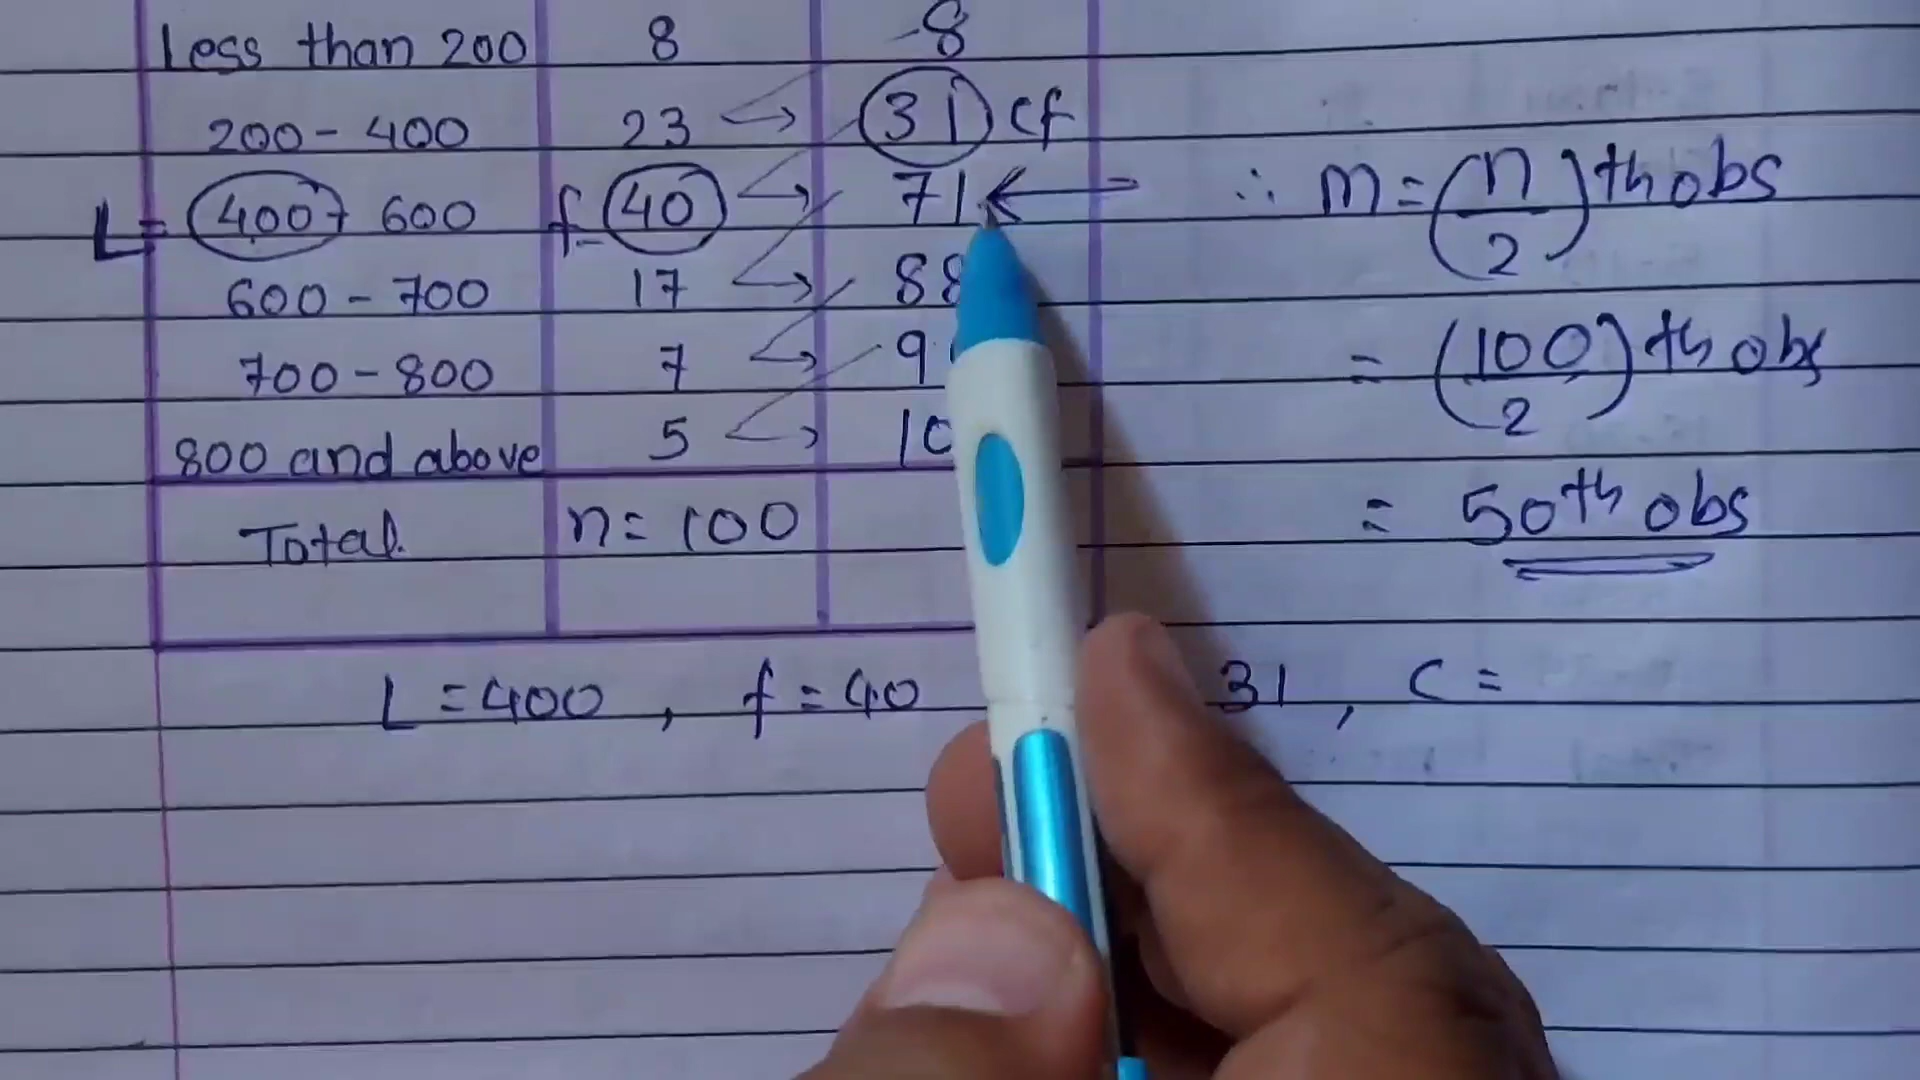 less than 200 8 8
200 - 400 23 31 cf
L = 400 - 600 f = 40 71 ∴ M = (n/2) th obs
600 - 700 17 88
700 - 800 7 9 = (100/2) th obs
800 and above 5 10
Total n = 100 = 50th obs
L = 400 , f = 40 31 , C =